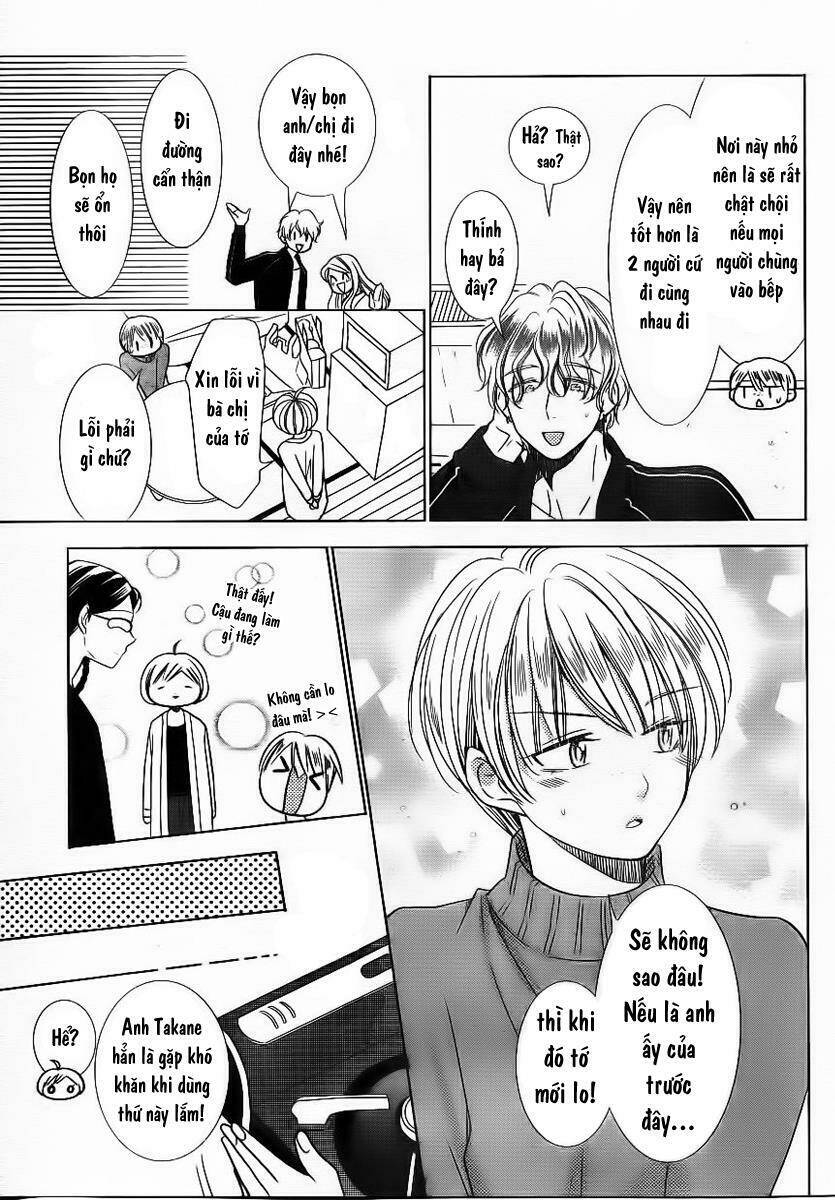 Nơi này nhỏ
nên là sẽ rất
chật chội
nếu mọi
người chùng
vào bếp
Vậy nên
tốt hơn là
2 người cứ
đi cùng
nhau đi
Hả? Thật
sao?
Thính
hay bả
đây?
Vậy bọn
anh/chị đi
đây nhé!
Đi
đường
cẩn thận
Bọn họ
sẽ ổn
thôi
Xin lỗi vì
bà chị
của tớ
Lỗi phải
gì chứ?
Sẽ không
sao đâu!
Nếu là anh
ấy của
trước
đây...
thì khi
đó tớ
mới lo!
Thật đấy!
Cậu đang làm
gì thế?
Không cần lo
đâu mà! ><
Anh Takane
hẳn là gặp khó
khăn khi dùng
thứ này lắm!
Hể?